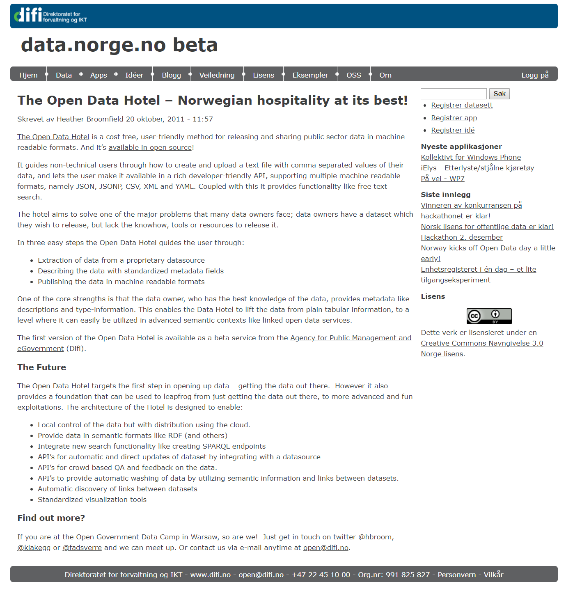 difi Direktoratet for
forvaltning og IKT
data.norge.no beta
Hjem Data Apps Idéer Blogg Veiledning Lisens Eksempler OSS Om Logg på
The Open Data Hotel – Norwegian hospitality at its best!
Skrevet av Heather Broomfield 20 oktober, 2011 - 11:57
The Open Data Hotel is a cost free, user friendly method for releasing and sharing public sector data in machine
readable formats. And it's available in open source!
It guides non-technical users through how to create and upload a text file with comma separated values of their
data, and lets the user make it available in a rich developer friendly API, supporting multiple machine readable
formats, namely JSON, JSONP, CSV, XML and YAML. Coupled with this it provides functionality like free text
search.
The hotel aims to solve one of the major problems that many data owners face; data owners have a dataset which
they wish to release, but lack the knowhow, tools or resources to release it.
In three easy steps the Open Data Hotel guides the user through:
• Extraction of data from a proprietary datasource
• Describing the data with standardized metadata fields
• Publishing the data in machine readable formats
One of the core strengths is that the data owner, who has the best knowledge of the data, provides metadata like
descriptions and type-information. This enables the Data Hotel to lift the data from plain tabular information, to a
level where it can easily be utilized in advanced semantic contexts like linked open data services.
The first version of the Open Data Hotel is available as a beta service from the Agency for Public Management and
eGovernment (Difi).
The Future
The Open Data Hotel targets the first step in opening up data - getting the data out there. However it also
provides a foundation that can be used to leapfrog from just getting the data out there, to more advanced and fun
exploitations. The architecture of the Hotel is designed to enable:
• Local control of the data but with distribution using the cloud.
• Provide data in semantic formats like RDF (and others)
• Integrate new search functionality like creating SPARQL endpoints
• API's for automatic and direct updates of dataset by integrating with a datasource
• API's for crowd based QA and feedback on the data.
• API's to provide automatic washing of data by utilizing semantic information and links between datasets.
• Automatic discovery of links between datasets
• Standardized visualization tools
Find out more?
If you are at the Open Government Data Camp in Warsaw, so are we! Just get in touch on twitter @hbroom,
@klakegg or @fadsverre and we can meet up. Or contact us via e-mail anytime at open@difi.no.
Søk
• Registrer datasett
• Registrer app
• Registrer idé
Nyeste applikasjoner
Kollektivt for Windows Phone
iElys - Etterlyste/stjålne kjøretøy
På vei - WP7
Siste innlegg
Vinneren av konkurransen på
hackathonet er klar!
Norsk lisens for offentlige data er klar!
Hackathon 2. desember
Norway kicks off Open Data day a little
early!
Enhetsregisteret i én dag – et lite
tilgangseksperiment
Lisens
cc BY
Dette verk er lisensieret under en
Creative Commons Navngivelse 3.0
Norge lisens.
Direktoratet for forvaltning og IKT - www.difi.no - open@difi.no - +47 22 45 10 00 - Org.nr: 991 825 827 - Personvern - Vilkår